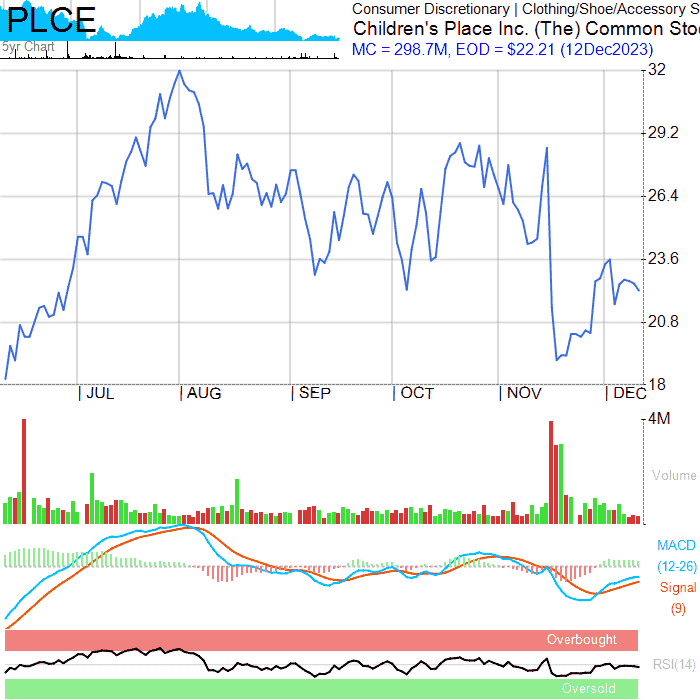 PLCE
5yr Chart
Consumer Discretionary | Clothing/Shoe/Accessory S
Children's Place Inc. (The) Common Sto
MC = 298.7M, EOD = $22.21 (12Dec2023)
32
29.2
26.4
23.6
20.8
18
| JUL | AUG | SEP | OCT | NOV | DEC
4M
Volume
MACD
(12-26)
Signal
(9)
Overbought
RSI(14)
Oversold